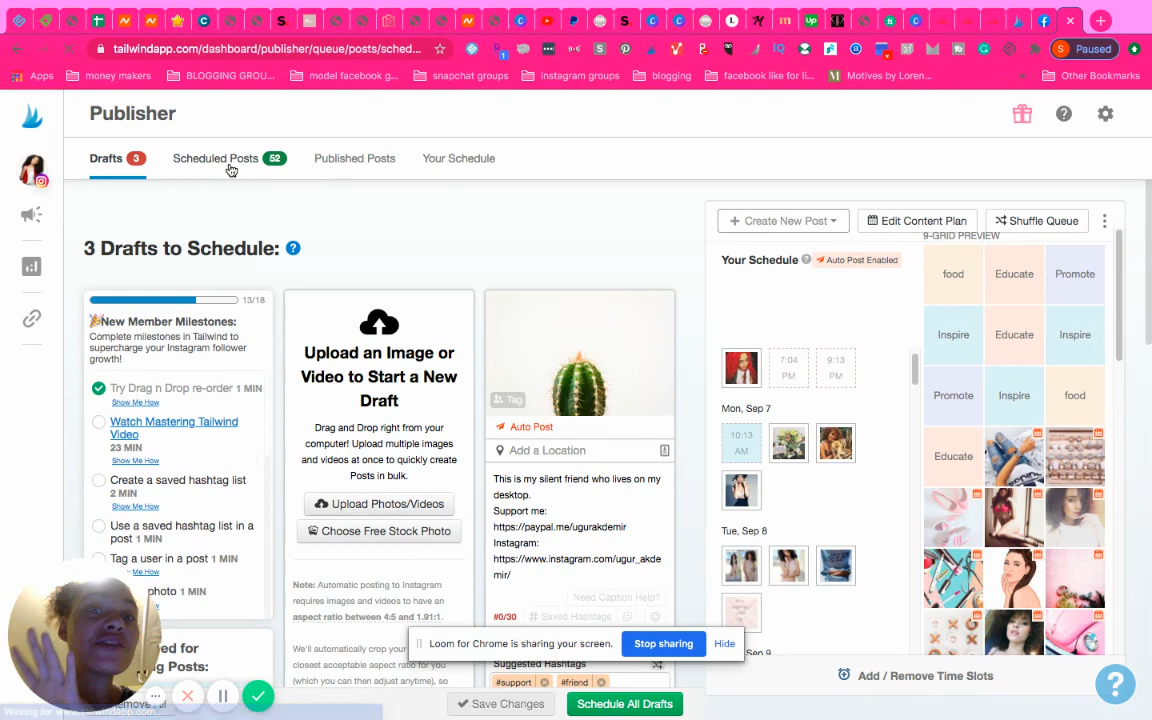 tailwindapp.com/dashboard/publisher/queue/posts/sched...
S Paused
Apps
money makers
BLOGGING GROU...
model facebook g...
snapchat groups
instagram groups
blogging
facebook like for li...
Motives by Loren...
Other Bookmarks
Publisher
Drafts 3
Scheduled Posts 52
Published Posts
Your Schedule
3 Drafts to Schedule:
13/18
New Member Milestones:
Complete milestones in Tailwind to
supercharge your Instagram follower
growth!
Try Drag n Drop re-order 1 MIN
Show Me How
Watch Mastering Tailwind
Video
23 MIN
Show Me How
Create a saved hashtag list
2 MIN
Show Me How
Use a saved hashtag list in a
post 1 MIN
Show Me How
Tag a user in a post 1 MIN
Me How
photo 1 MIN
ed for
g Posts:
Waiting for www.tailwindapp.com...
Upload an Image or
Video to Start a New
Draft
Drag and Drop right from your
computer! Upload multiple images
and videos at once to quickly create
Posts in bulk.
Upload Photos/Videos
Choose Free Stock Photo
Note: Automatic posting to Instagram
requires images and videos to have an
aspect ratio between 4:5 and 1.91:1.
We'll automatically crop your
closest acceptable aspect ratio for you
(which you can then adjust anytime), so
Tag
Auto Post
Add a Location
This is my silent friend who lives on my
desktop.
Support me:
https://paypal.me/ugurakdemir
Instagram:
https://www.instagram.com/ugur_akde
mir/
Need Caption Help?
#0/30
Saved Hashtags
Suggested Hashtags
#support
#friend
Loom for Chrome is sharing your screen.
Stop sharing
Hide
Save Changes
Schedule All Drafts
Create New Post
Edit Content Plan
Shuffle Queue
Your Schedule
Auto Post Enabled
7:04
PM
9:13
PM
Mon, Sep 7
10:13
AM
Tue, Sep 8
Sep 9
9-GRID PREVIEW
food
Educate
Promote
Inspire
Educate
Inspire
Promote
Inspire
food
Educate
Add / Remove Time Slots